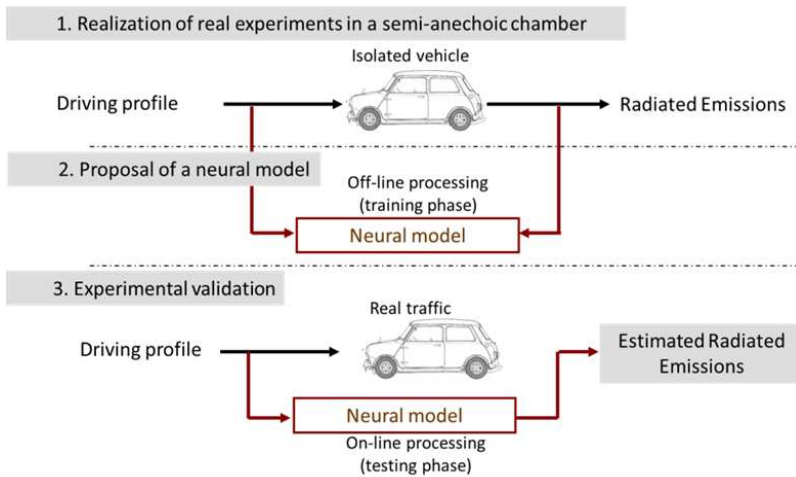 1. Realization of real experiments in a semi-anechoic chamber
Isolated vehicle
Driving profile
Radiated Emissions
2. Proposal of a neural model
Off-line processing
(training phase)
Neural model
3. Experimental validation
Real traffic
Driving profile
Estimated Radiated
Emissions
Neural model
On-line processing
(testing phase)